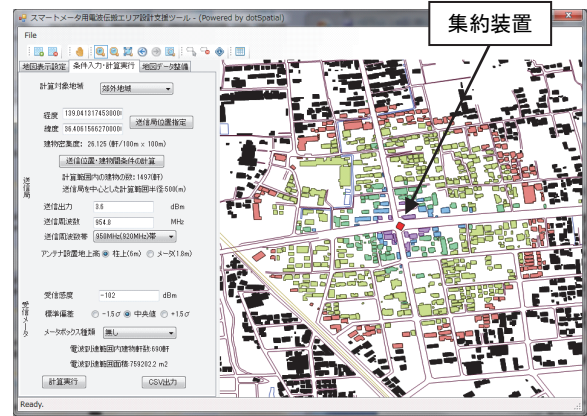 集約装置
スマートメータ用電波伝搬エリア設計支援ツール - (Powered by dotSpatial)
File
地図表示設定 条件入力・計算実行 地図データ整備
計算対象地域 郊外地域
経度 139.041317453800
送信局位置指定
緯度 36.4061566270000
建物密集度: 26.125 (軒/100m x 100m)
送信位置・建物間条件の計算
計算範囲内の建物の数:1497(軒)
送信局を中心とした計算範囲半径:500(m)
送信局
送信出力 3.6 dBm
送信周波数 954.8 MHz
送信周波数帯 950MHz(920MHz)帯
アンテナ設置地上高 柱上(6m) メータ(1.8m)
受信メータ
受信感度 -102 dBm
標準偏差 -1.5σ 中央値 +1.5σ
メータボックス種類 無し
電波到達範囲内建物軒数:690軒
電波到達範囲面積:759202.2 m2
計算実行 CSV出力
Ready.